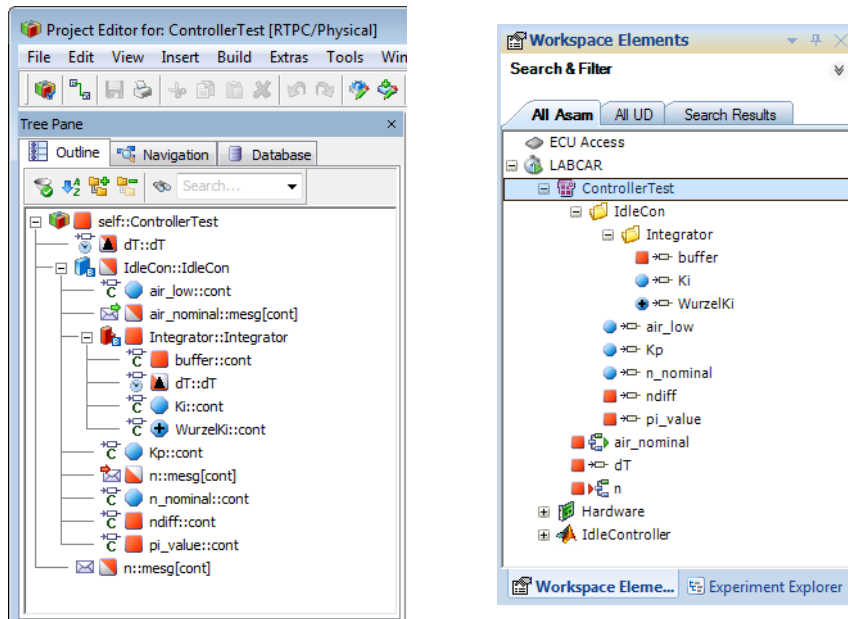 Project Editor for: ControllerTest [RTPC/Physical]
File Edit View Insert Build Extras Tools Win
Tree Pane
Outline Navigation Database
Search...
self::ControllerTest
dT::dT
IdleCon::IdleCon
air_low::cont
air_nominal::mesg[cont]
Integrator::Integrator
buffer::cont
dT::dT
Ki::cont
WurzelKi::cont
Kp::cont
n::mesg[cont]
n_nominal::cont
ndiff::cont
pi_value::cont
n::mesg[cont]
Workspace Elements
Search & Filter
All Asam All UD Search Results
ECU Access
LABCAR
ControllerTest
IdleCon
Integrator
buffer
Ki
WurzelKi
air_low
Kp
n_nominal
ndiff
pi_value
air_nominal
dT
n
Hardware
IdleController
Workspace Eleme... Experiment Explorer